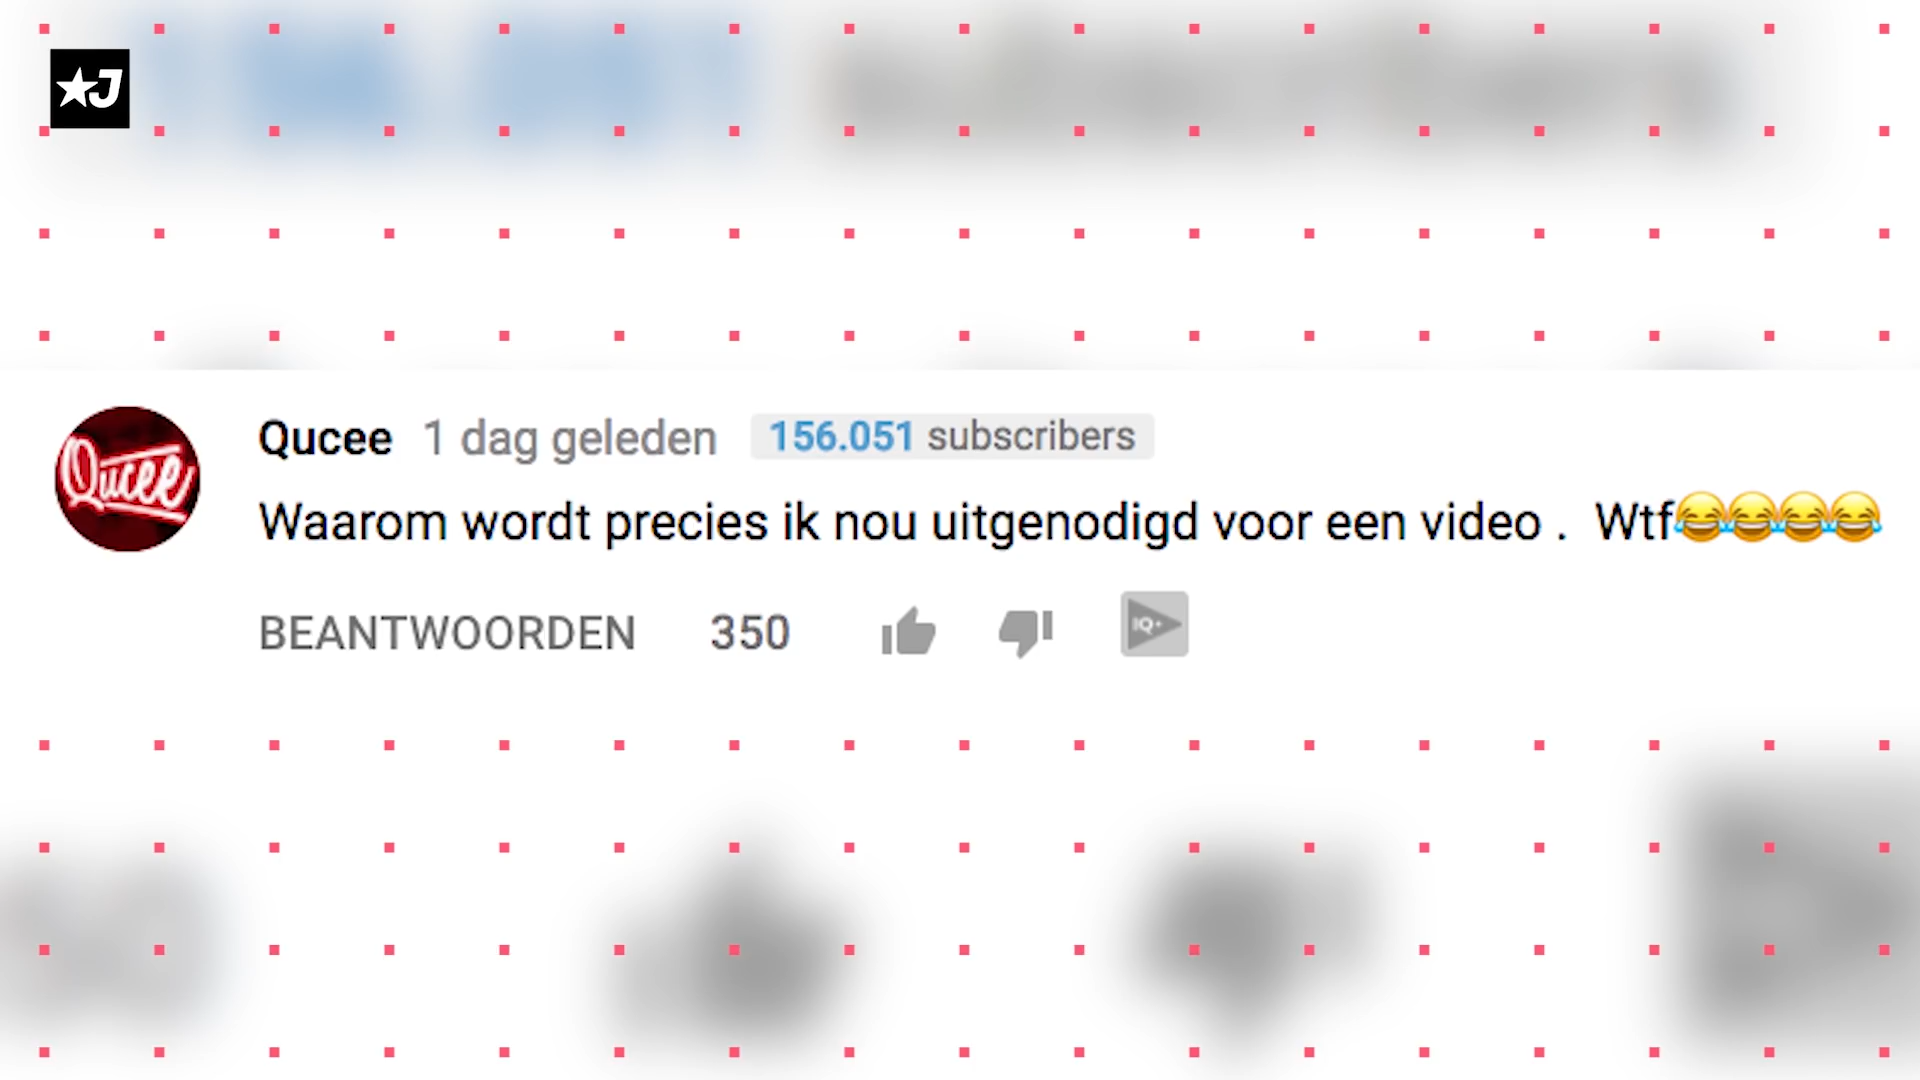 ★J
Qucee 1 dag geleden 156.051 subscribers
Waarom wordt precies ik nou uitgenodigd voor een video .  Wtf😂😂😂😂
BEANTWOORDEN 350
IQ+
Qucee